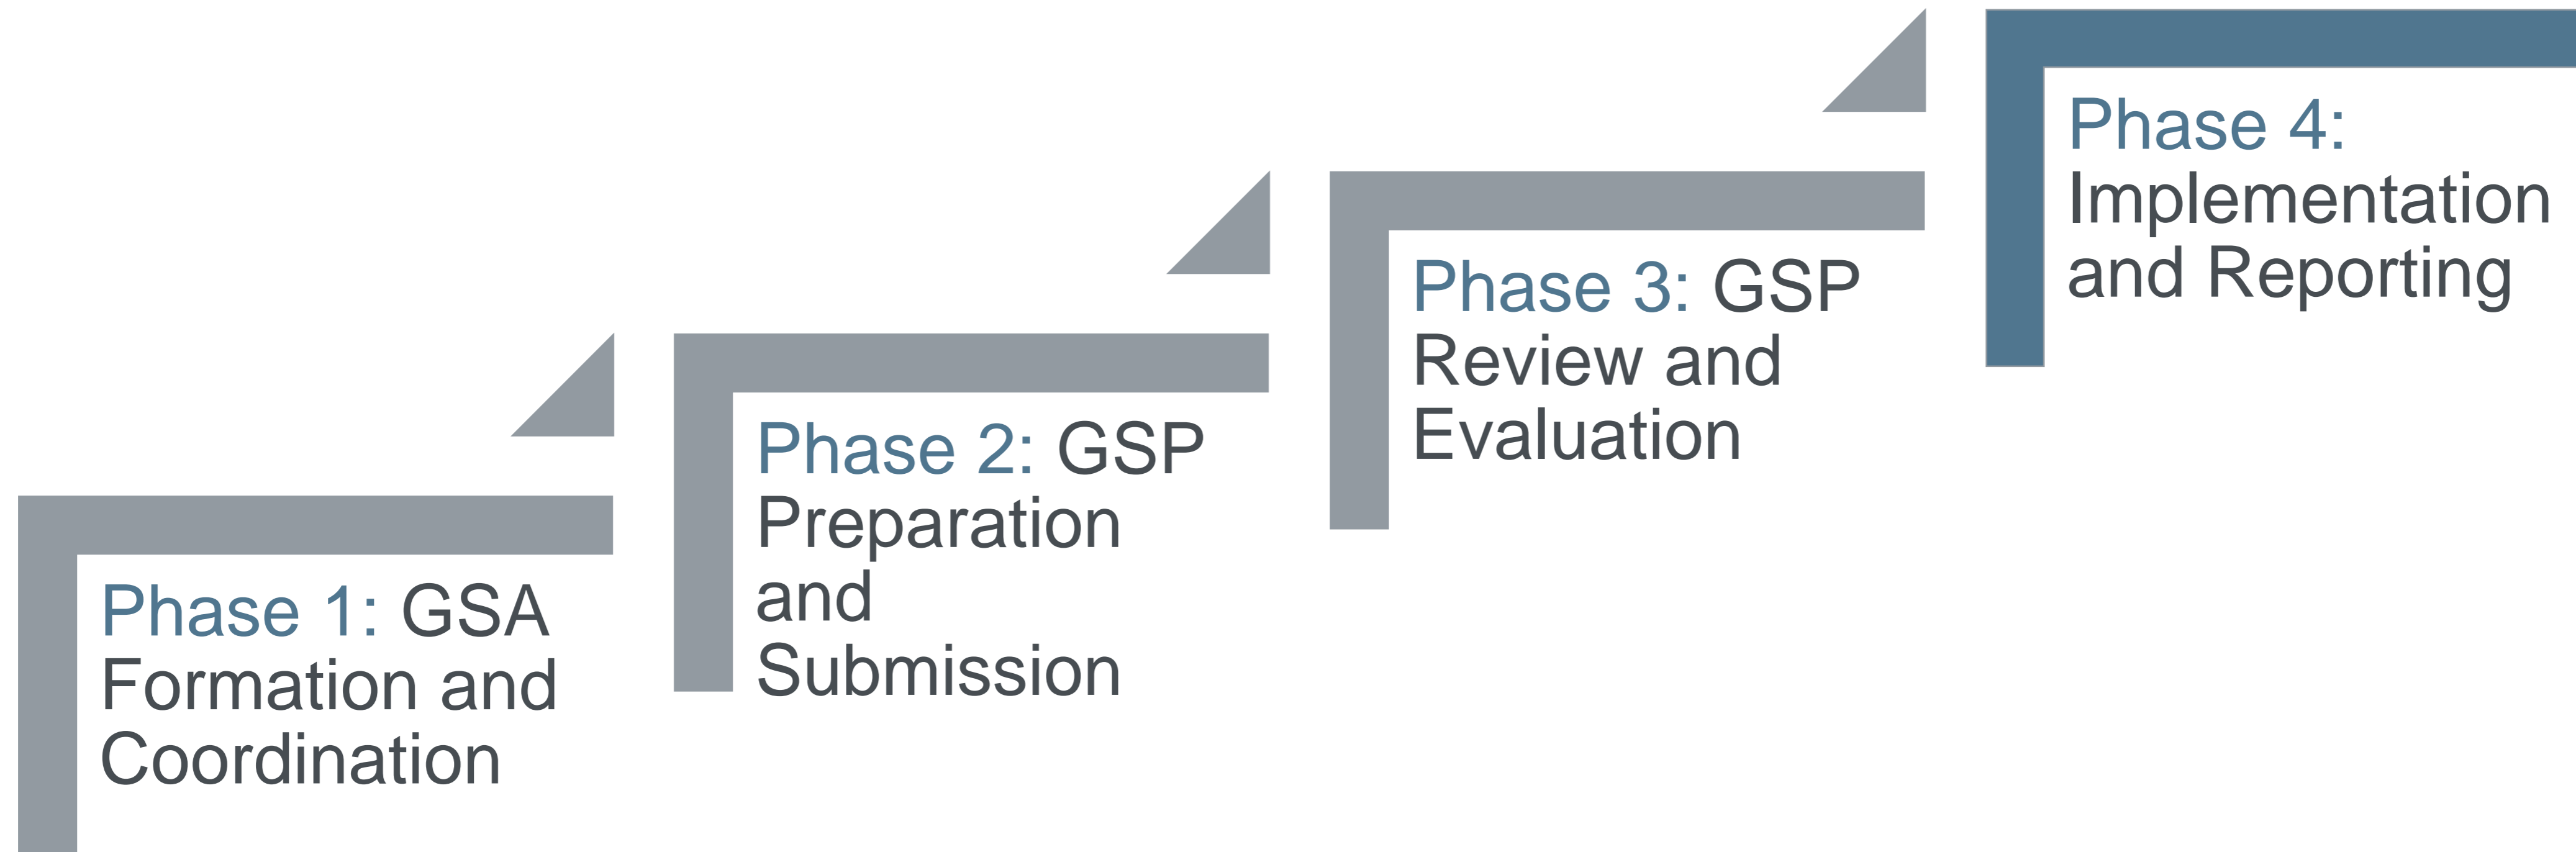 Phase 1: GSA
Formation and
Coordination
Phase 2: GSP
Preparation
and
Submission
Phase 3: GSP
Review and
Evaluation
Phase 4:
Implementation
and Reporting